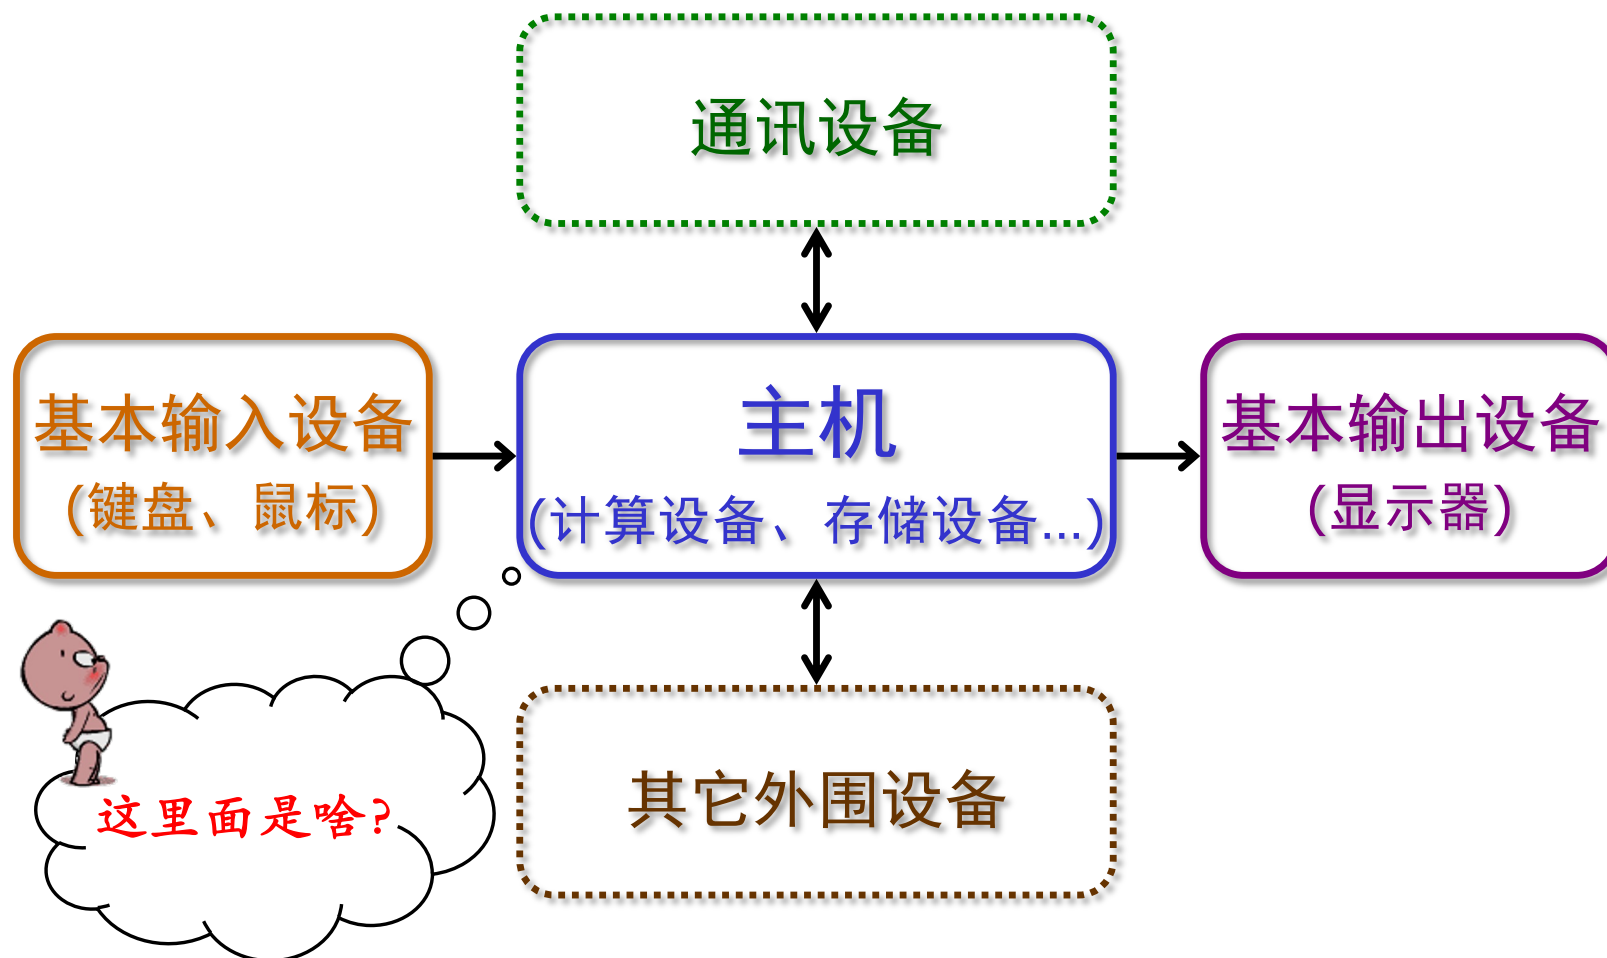 通讯设备
基本输入设备
(键盘、鼠标)
主机
(计算设备、存储设备...)
基本输出设备
(显示器)
其它外围设备
这里面是啥?